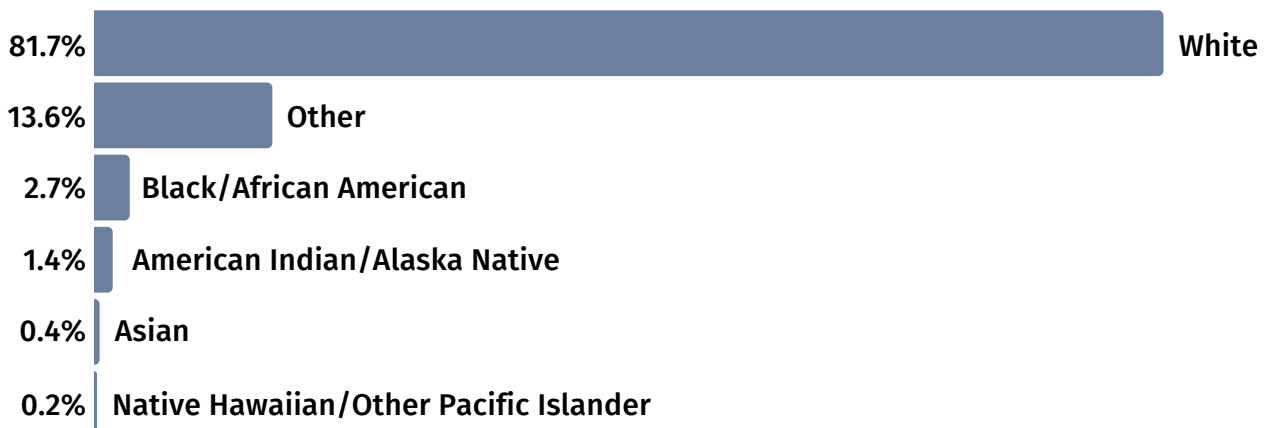 81.7% White
13.6% Other
2.7% Black/African American
1.4% American Indian/Alaska Native
0.4% Asian
0.2% Native Hawaiian/Other Pacific Islander